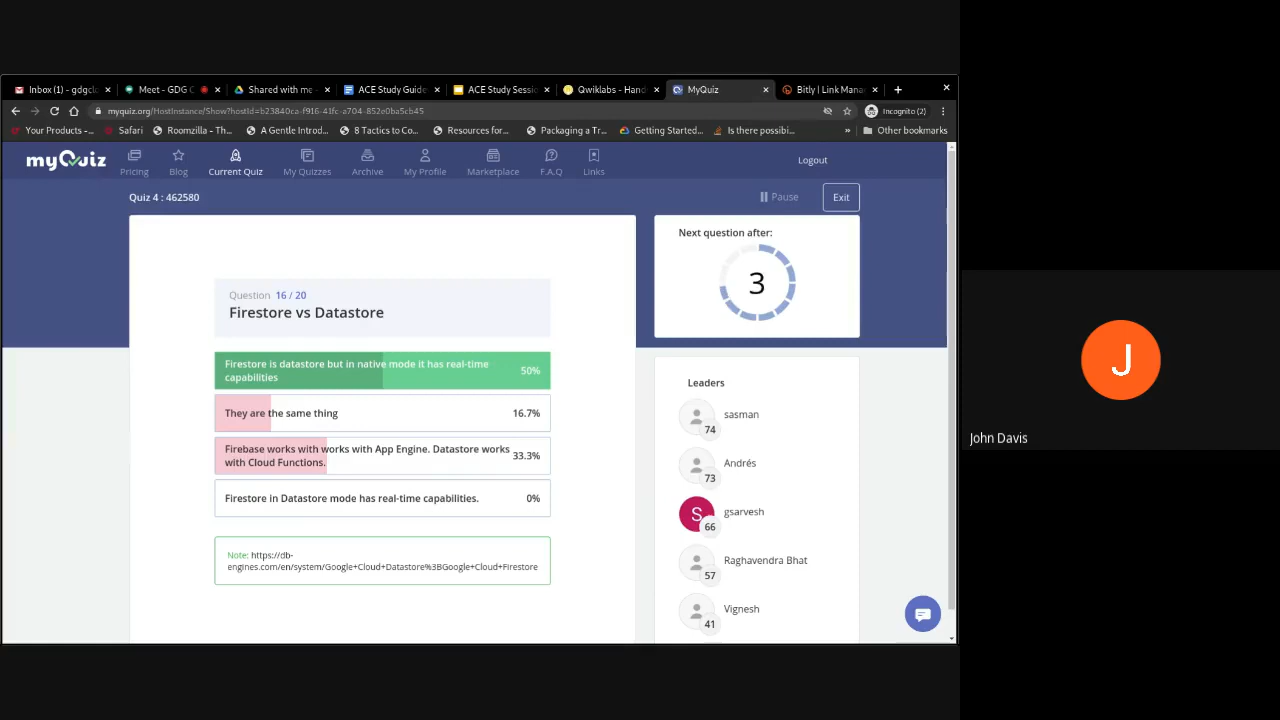 Inbox (1) - gdgclo
Meet - GDG C
Shared with me -
ACE Study Guide
ACE Study Sessio
Qwiklabs - Hand
MyQuiz
Bitly | Link Mana
myquiz.org/HostInstance/Show?hostId=b23840ca-f916-41fc-a704-852e0ba5cb45
Incognito (2)
Your Products -...
Safari
Roomzilla - Th...
A Gentle Introd...
8 Tactics to Co...
Resources for...
Packaging a Tr...
Getting Started...
Is there possibi...
»
Other bookmarks
myQuiz
Pricing
Blog
Current Quiz
My Quizzes
Archive
My Profile
Marketplace
F.A.Q
Links
Logout
Quiz 4 : 462580
Pause
Exit
Question 16 / 20
Firestore vs Datastore
Firestore is datastore but in native mode it has real-time
capabilities
50%
They are the same thing
16.7%
Firebase works with works with App Engine. Datastore works
with Cloud Functions.
33.3%
Firestore in Datastore mode has real-time capabilities.
0%
Note: https://db-
engines.com/en/system/Google+Cloud+Datastore%3BGoogle+Cloud+Firestore
Next question after:
3
Leaders
sasman
74
Andrés
73
S
gsarvesh
66
Raghavendra Bhat
57
Vignesh
41
J
John Davis